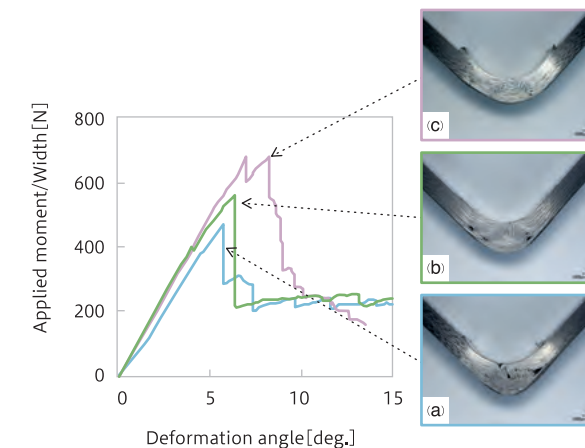 Applied moment/Width[N]
800
600
400
200
0
0
5
10
15
Deformation angle[deg.]
(c)
(b)
(a)